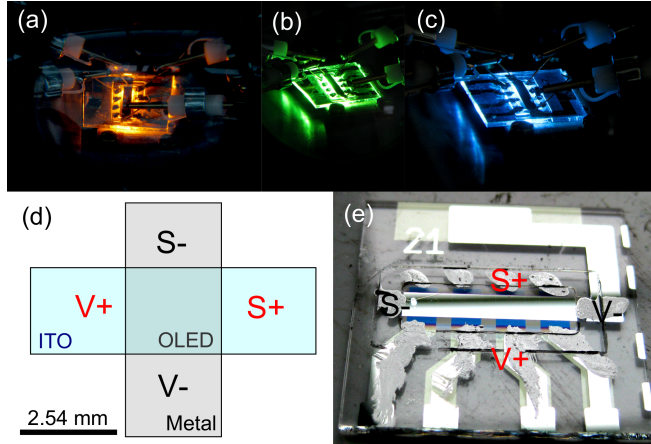 (a)
(b)
(c)
(d)
S-
V+
S+
ITO
OLED
V-
Metal
2.54 mm
(e)
21
S+
S-
V-
V+